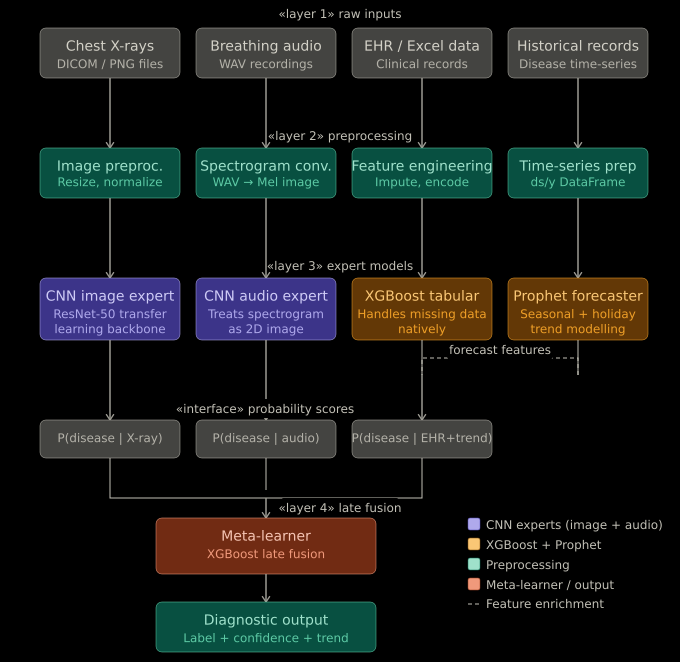 «layer 1» raw inputs
Chest X-rays
DICOM / PNG files
Breathing audio
WAV recordings
EHR / Excel data
Clinical records
Historical records
Disease time-series
«layer 2» preprocessing
Image preproc.
Resize, normalize
Spectrogram conv.
WAV → Mel image
Feature engineering
Impute, encode
Time-series prep
ds/y DataFrame
«layer 3» expert models
CNN image expert
ResNet-50 transfer
learning backbone
CNN audio expert
Treats spectrogram
as 2D image
XGBoost tabular
Handles missing data
natively
Prophet forecaster
Seasonal + holiday
trend modelling
forecast features
«interface» probability scores
P(disease | X-ray)
P(disease | audio)
P(disease | EHR+trend)
«layer 4» late fusion
Meta-learner
XGBoost late fusion
Diagnostic output
Label + confidence + trend
CNN experts (image + audio)
XGBoost + Prophet
Preprocessing
Meta-learner / output
Feature enrichment